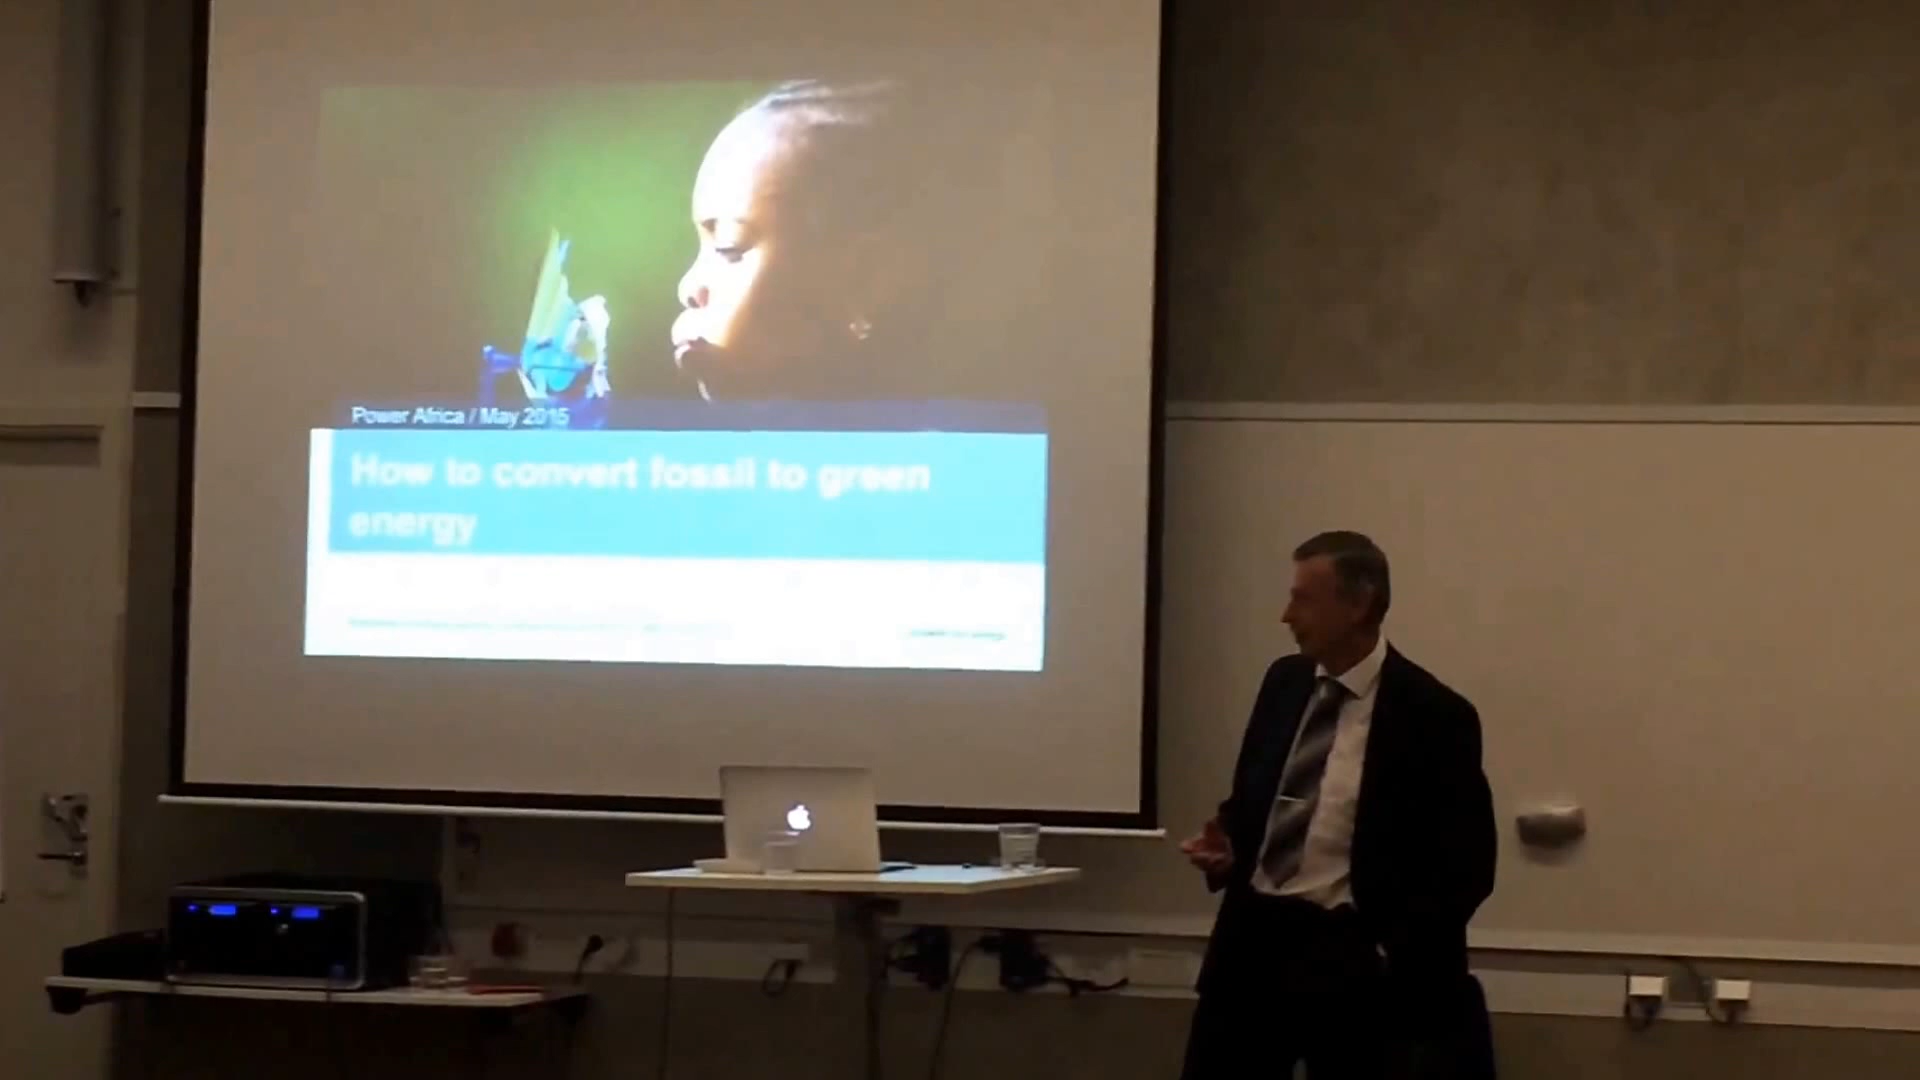 Power Africa / May 2015
How to convert fossil to green
energy